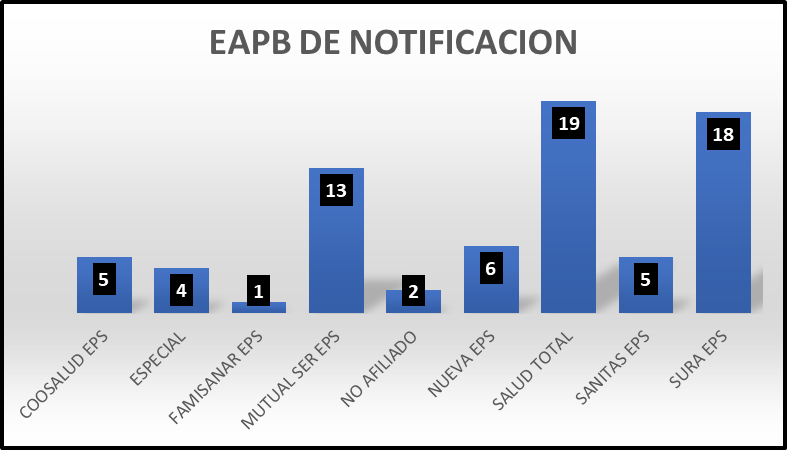 EAPB DE NOTIFICACION
5
4
1
13
2
6
19
5
18
COOSALUD EPS
ESPECIAL
FAMISANAR EPS
MUTUAL SER EPS
NO AFILIADO
NUEVA EPS
SALUD TOTAL
SANITAS EPS
SURA EPS